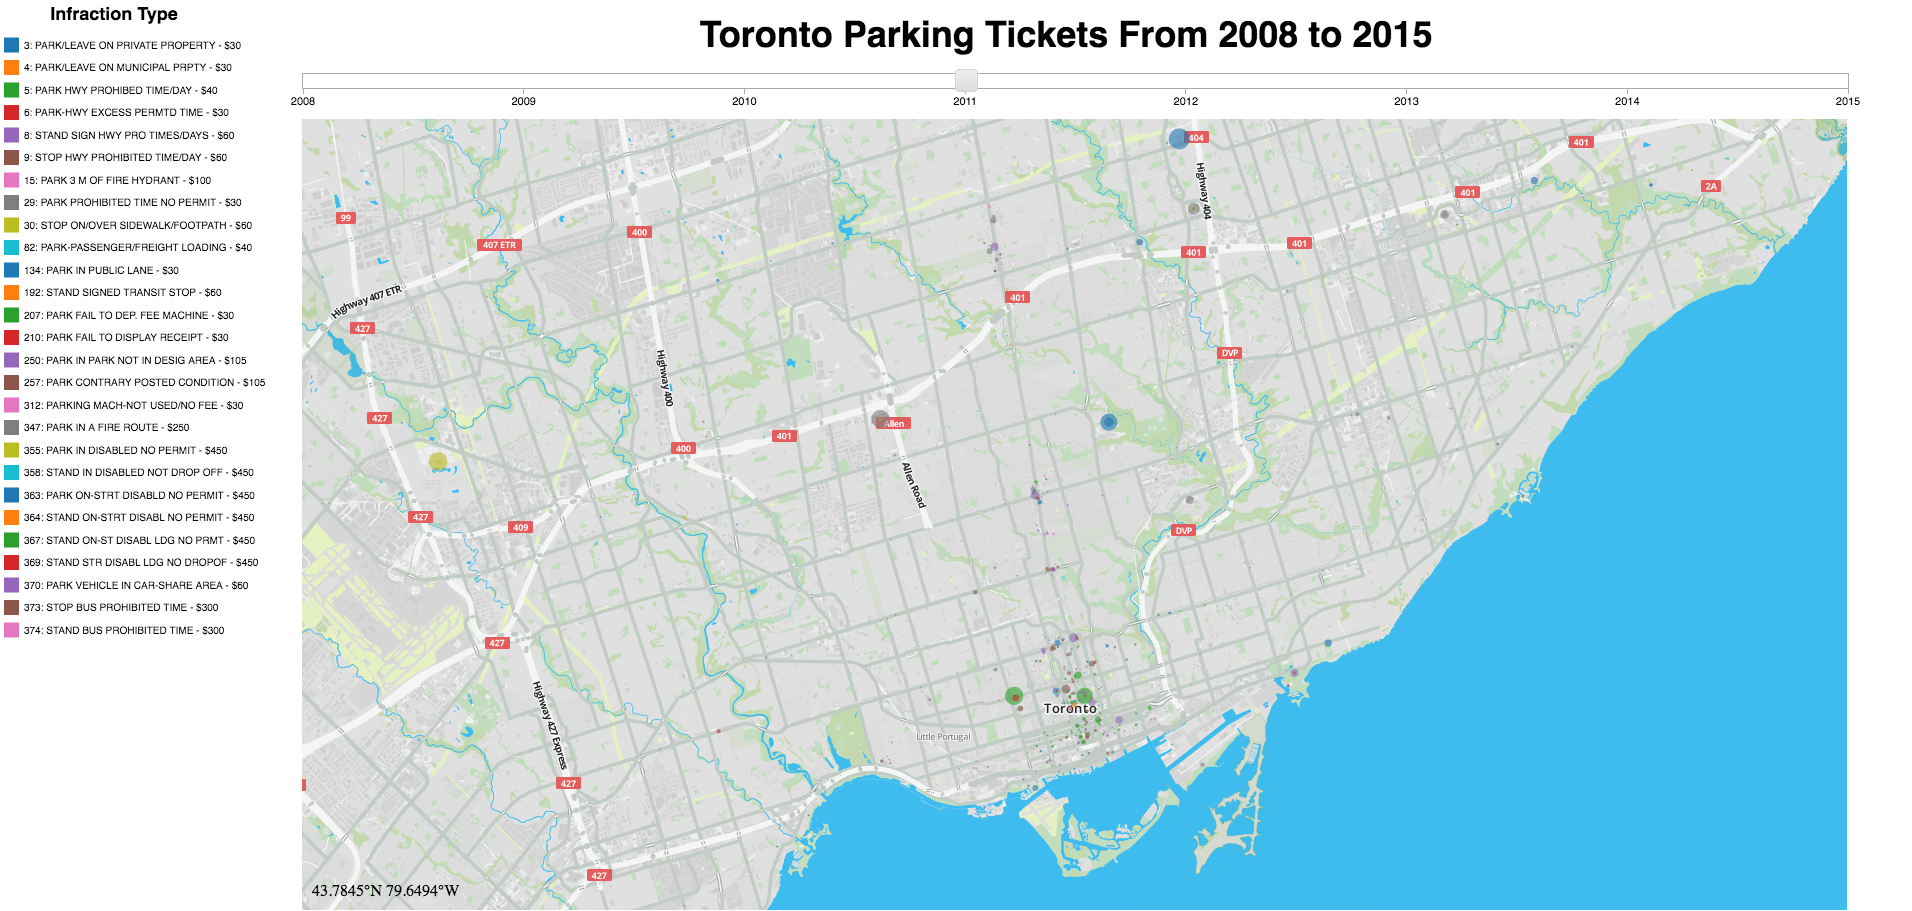 Infraction Type
3: PARK/LEAVE ON PRIVATE PROPERTY - $30
4: PARK/LEAVE ON MUNICIPAL PRPTY - $30
5: PARK HWY PROHIBED TIME/DAY - $40
6: PARK-HWY EXCESS PERMTD TIME - $30
8: STAND SIGN HWY PRO TIMES/DAYS - $60
9: STOP HWY PROHIBITED TIME/DAY - $60
15: PARK 3 M OF FIRE HYDRANT - $100
29: PARK PROHIBITED TIME NO PERMIT - $30
30: STOP ON/OVER SIDEWALK/FOOTPATH - $60
82: PARK-PASSENGER/FREIGHT LOADING - $40
134: PARK IN PUBLIC LANE - $30
192: STAND SIGNED TRANSIT STOP - $60
207: PARK FAIL TO DEP. FEE MACHINE - $30
210: PARK FAIL TO DISPLAY RECEIPT - $30
250: PARK IN PARK NOT IN DESIG AREA - $105
257: PARK CONTRARY POSTED CONDITION - $105
312: PARKING MACH-NOT USED/NO FEE - $30
347: PARK IN A FIRE ROUTE - $250
355: PARK IN DISABLED NO PERMIT - $450
358: STAND IN DISABLED NOT DROP OFF - $450
363: PARK ON-STRT DISABLD NO PERMIT - $450
364: STAND ON-STRT DISABL NO PERMIT - $450
367: STAND ON-ST DISABL LDG NO PRMT - $450
369: STAND STR DISABL LDG NO DROPOF - $450
370: PARK VEHICLE IN CAR-SHARE AREA - $60
373: STOP BUS PROHIBITED TIME - $300
374: STAND BUS PROHIBITED TIME - $300
Toronto Parking Tickets From 2008 to 2015
2008 2009 2010 2011 2012 2013 2014 2015
404
401
Highway 404
2A
401
99
400
407 ETR
401
401
Highway 407 ETR
401
427
DVP
Highway 400
427
Allen
401
400
Allen Road
427
409
DVP
427
Highway 427 Express
Toronto
Little Portugal
427
427
43.7845°N 79.6494°W